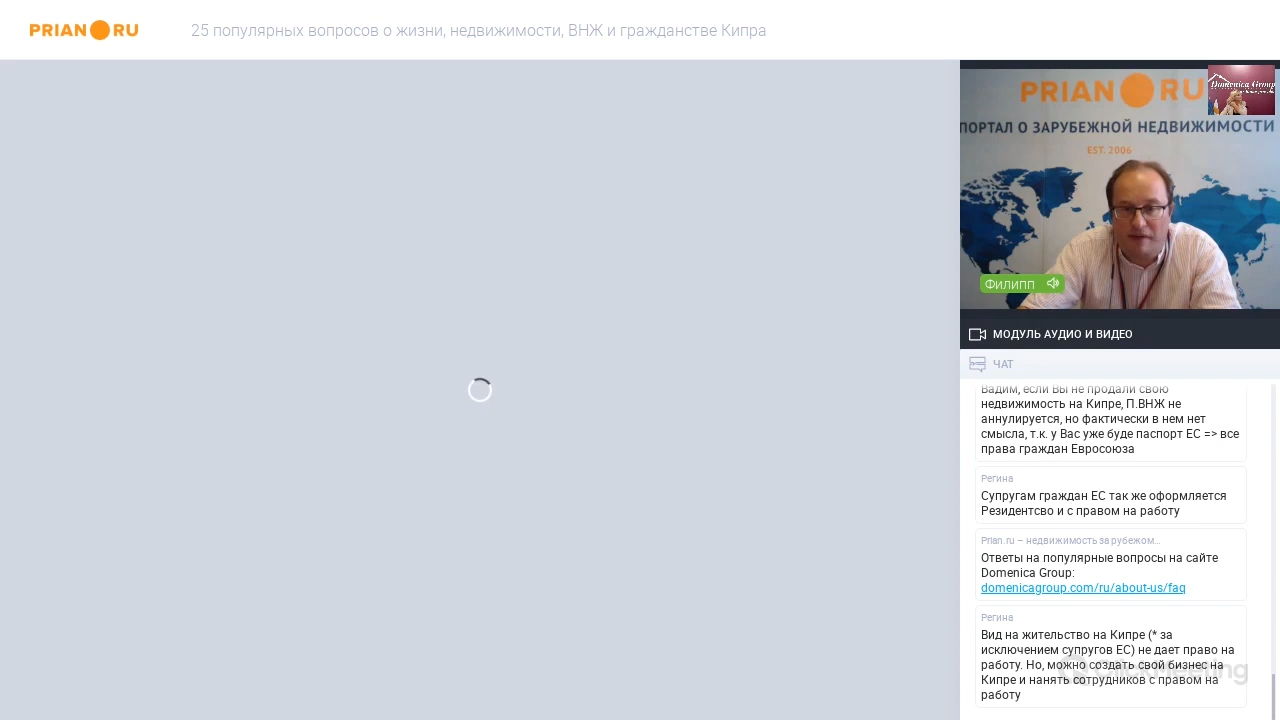 PRIAN RU
25 популярных вопросов о жизни, недвижимости, ВНЖ и гражданстве Кипра
PRIAN RU
Domenica Group
ПОРТАЛ О ЗАРУБЕЖНОЙ НЕДВИЖИМОСТИ
EST. 2006
Филипп
МОДУЛЬ АУДИО И ВИДЕО
ЧАТ
Вадим, если Вы не продали свою
недвижимость на Кипре, П.ВНЖ не
аннулируется, но фактически в нем нет
смысла, т.к. у Вас уже буде паспорт ЕС => все
права граждан Евросоюза
Регина
Супругам граждан ЕС так же оформляется
Резидентсво и с правом на работу
Prian.ru – недвижимость за рубежом...
Ответы на популярные вопросы на сайте
Domenica Group:
domenicagroup.com/ru/about-us/faq
Регина
Вид на жительство на Кипре (* за
исключением супругов ЕС) не дает право на
работу. Но, можно создать свой бизнес на
Кипре и нанять сотрудников с правом на
работу
ClickMeeting